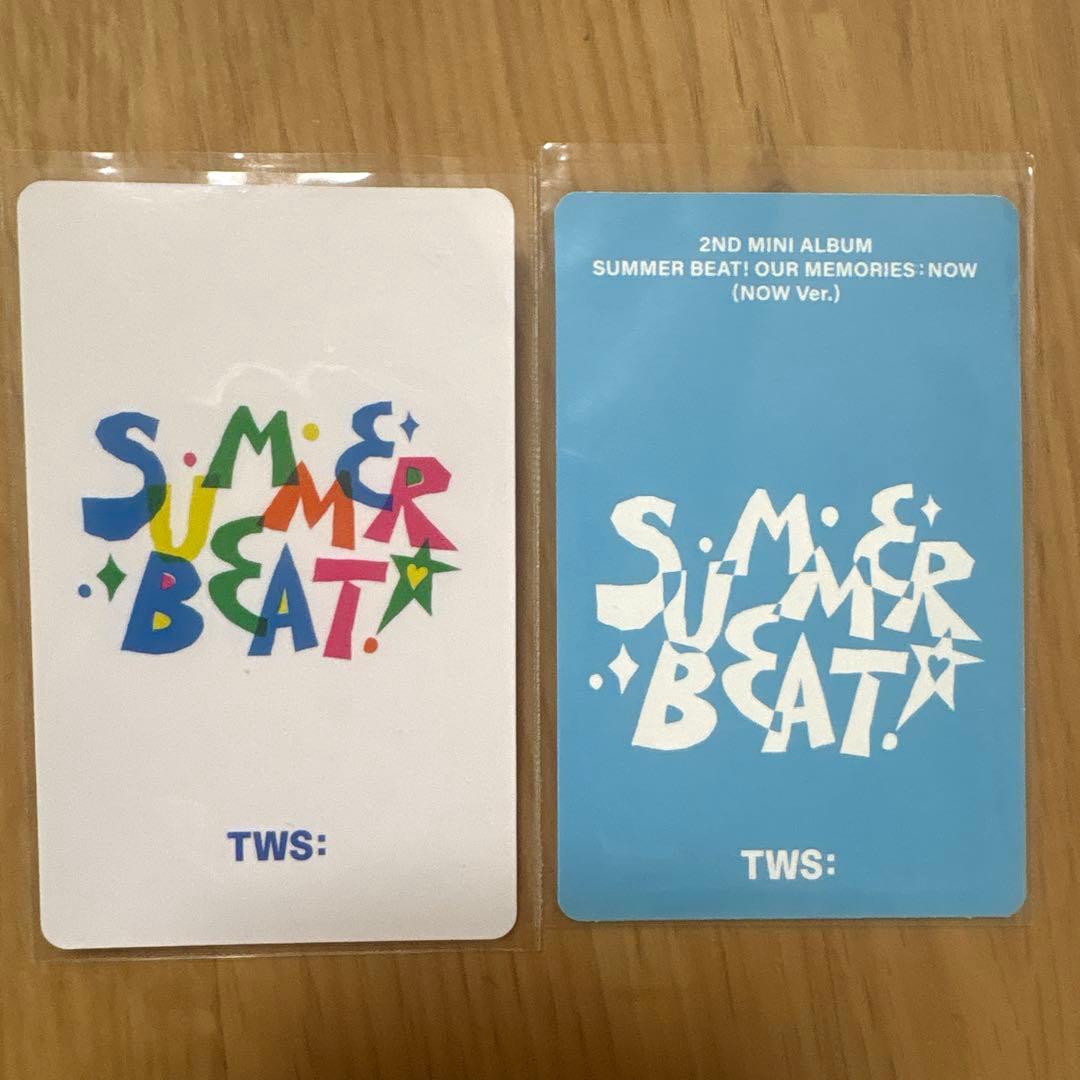 SUMMER
BEAT!
TWS:
2ND MINI ALBUM
SUMMER BEAT! OUR MEMORIES : NOW
(NOW Ver.)
SUMMER
BEAT!
TWS: